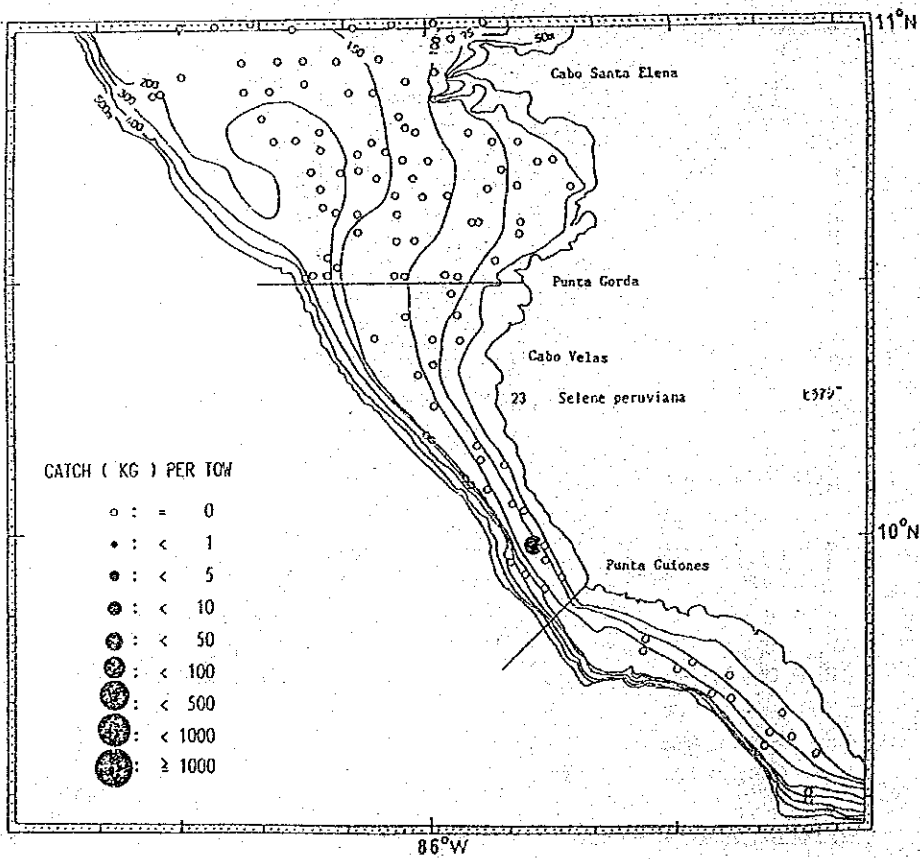 11°N
150
100
75
50m
200
300
400
500m
Cabo Santa Elena
Punta Gorda
Cabo Velas
23 Selene peruviana
CATCH ( KG ) PER TOW
○ : = 0
• : < 1
● : < 5
● : < 10
● : < 50
● : < 100
● : < 500
● : < 1000
● : ≥ 1000
10°N
Punta Guiones
86°W